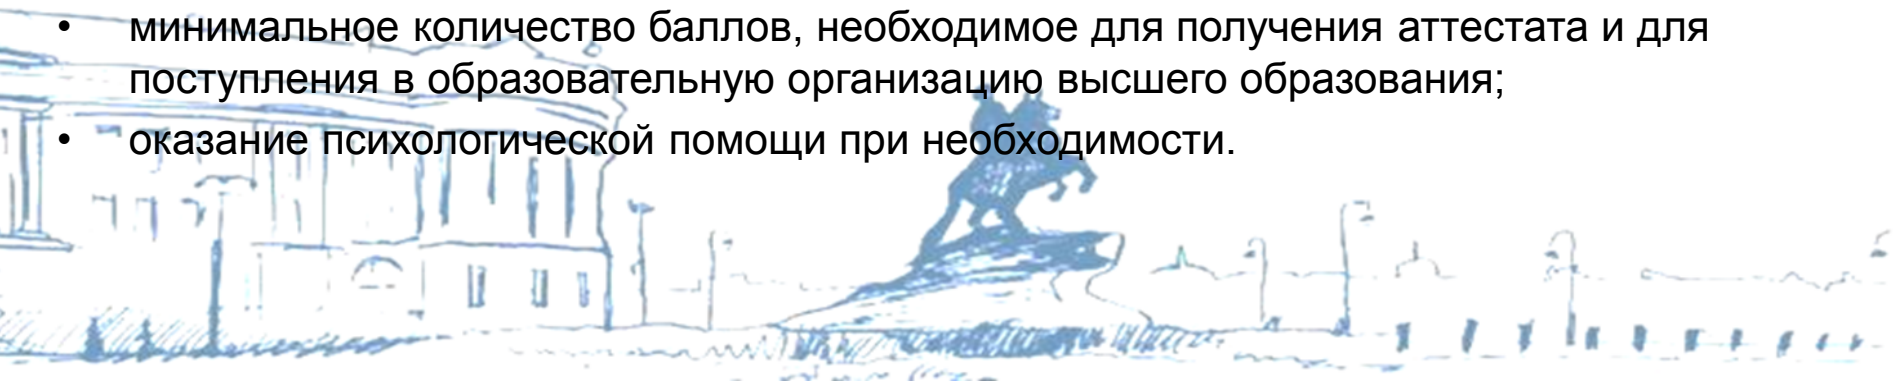 • минимальное количество баллов, необходимое для получения аттестата и для
поступления в образовательную организацию высшего образования;
• оказание психологической помощи при необходимости.